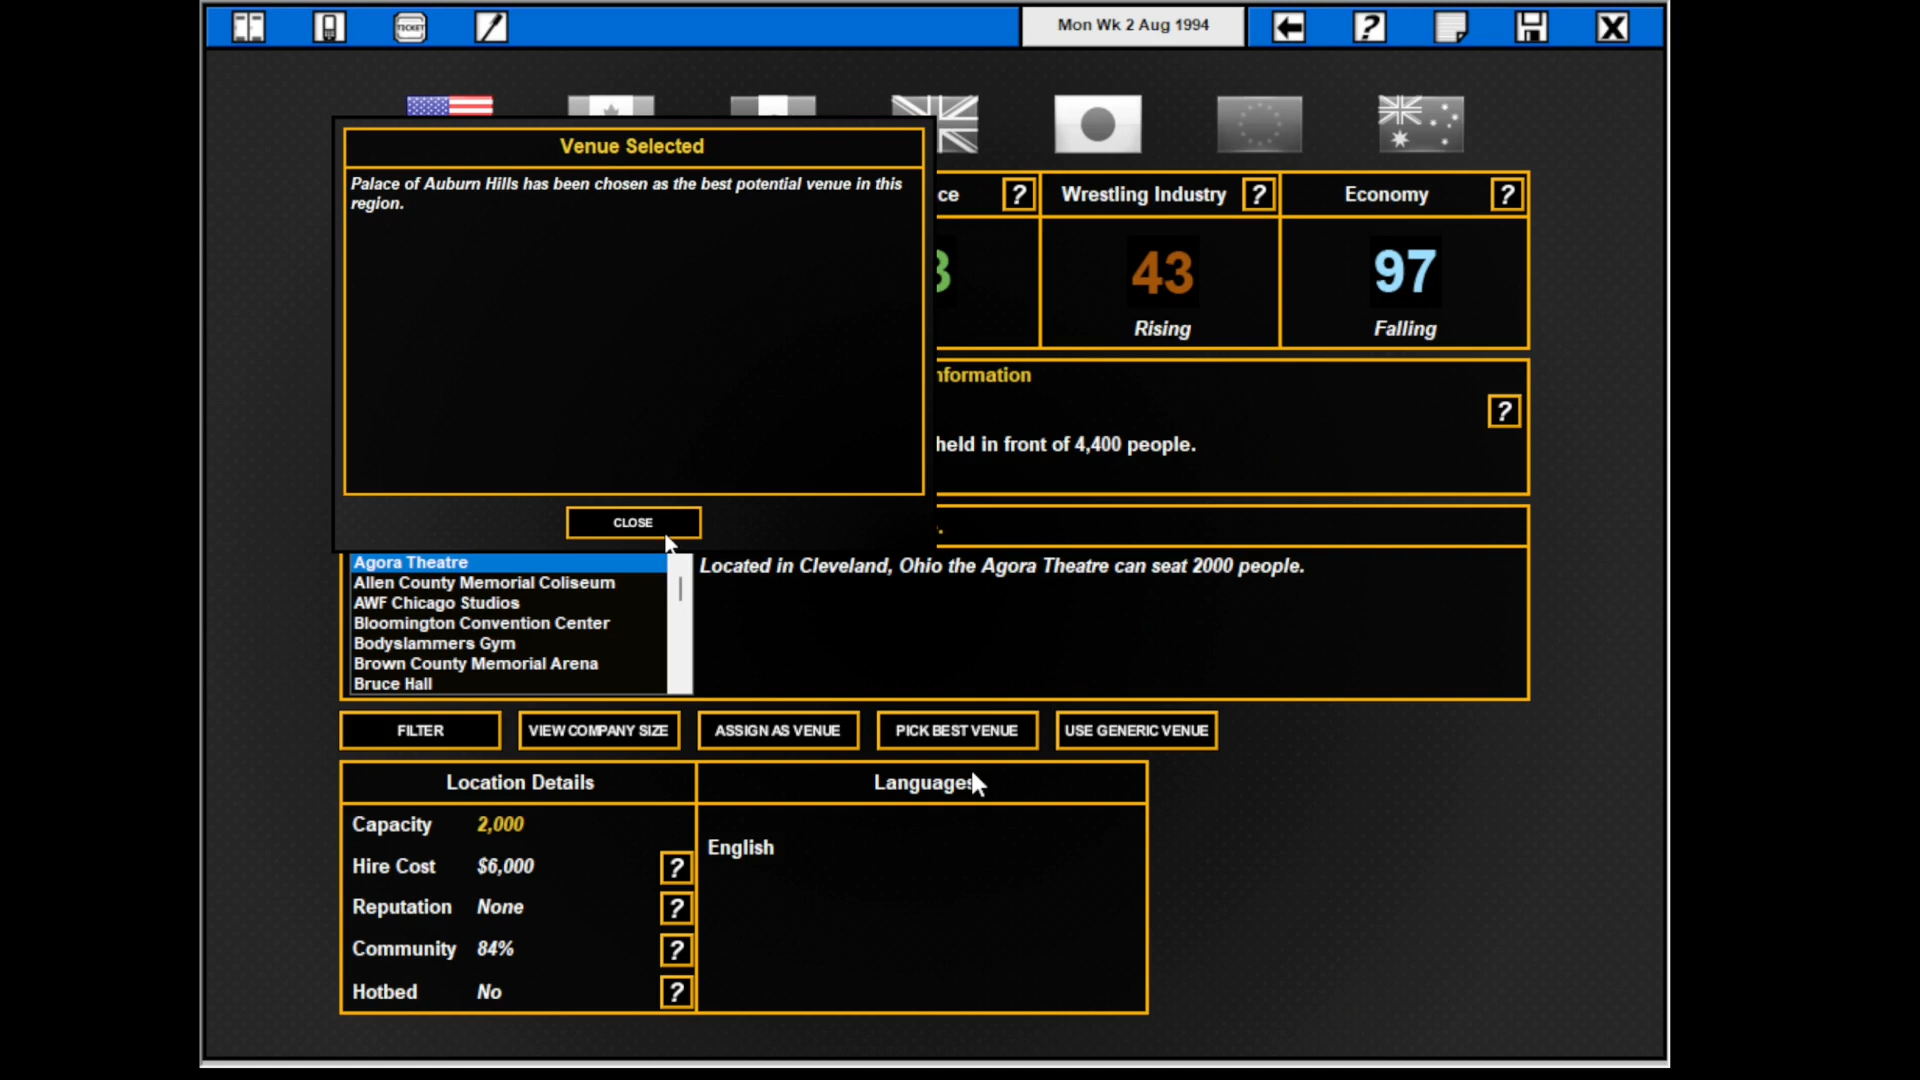 TICKET
Mon Wk 2 Aug 1994
?
Venue Selected
Palace of Auburn Hills has been chosen as the best potential venue in this
region.
CLOSE
ce ?
Wrestling Industry ?
Economy ?
43
Rising
97
Falling
nformation
?
held in front of 4,400 people.
Agora Theatre
Allen County Memorial Coliseum
AWF Chicago Studios
Bloomington Convention Center
Bodyslammers Gym
Brown County Memorial Arena
Bruce Hall
Located in Cleveland, Ohio the Agora Theatre can seat 2000 people.
FILTER
VIEW COMPANY SIZE
ASSIGN AS VENUE
PICK BEST VENUE
USE GENERIC VENUE
Location Details
Languages
Capacity 2,000
Hire Cost $6,000 ?
Reputation None ?
Community 84% ?
Hotbed No ?
English